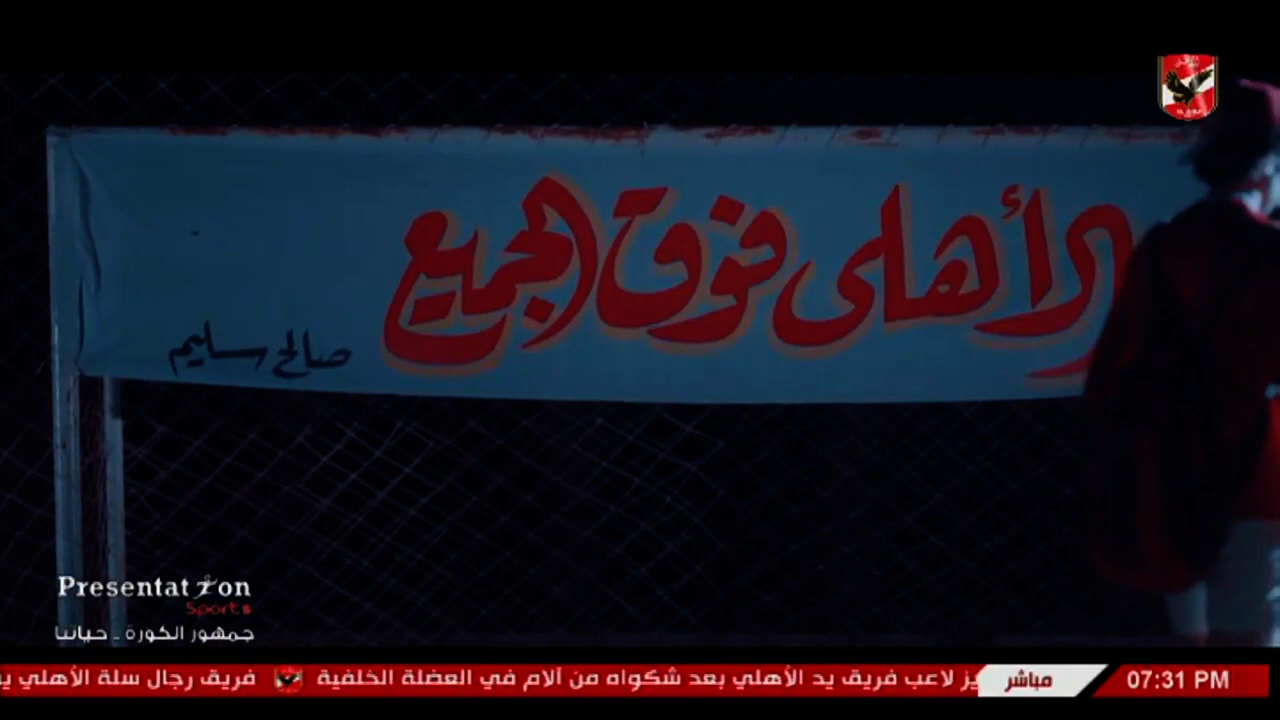 الأهلى فوق الجميع
صالح سليم
Presentation
Sports
جمهور الكورة - حياتنا
لاعب فريق يد الأهلي بعد شكواه من آلام في العضلة الخلفية
فريق رجال سلة الأهلي
مباشر
07:31 PM